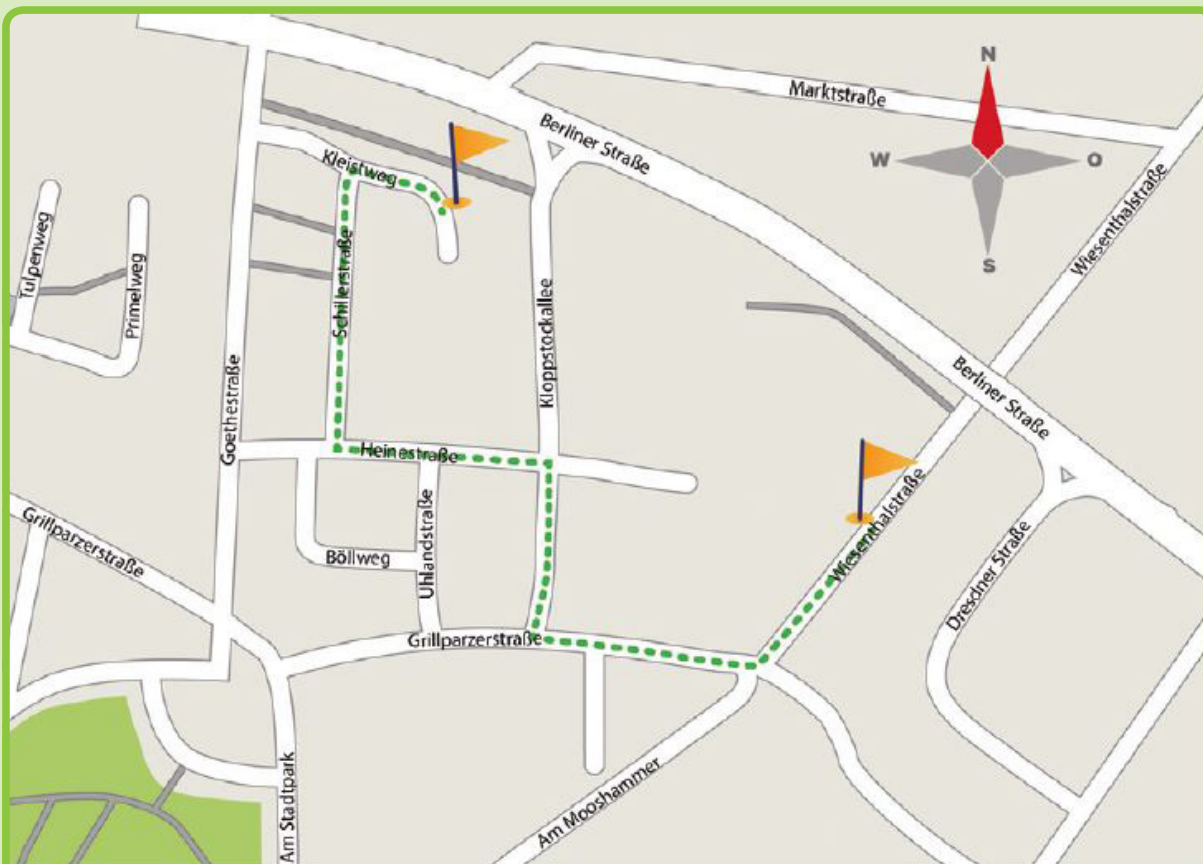 N
Marktstraße
Berliner Straße
W
O
Kleistweg
Wiesenthalstraße
S
Tulpenweg
Primelweg
Schillerstraße
Kloppstockallee
Goethestraße
Berliner Straße
Heinestraße
Wiesenthalstraße
Grillparzerstraße
Böllweg
Uhlandstraße
Dresdner Straße
Grillparzerstraße
Am Stadtpark
Am Mooshammer